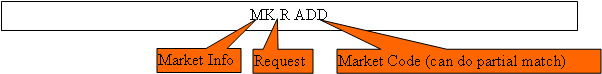 MK R ADD
Market Info
Request
Market Code (can do partial match)